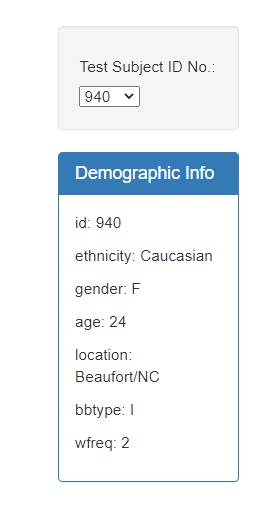 Test Subject ID No.:
940
Demographic Info
id: 940
ethnicity: Caucasian
gender: F
age: 24
location:
Beaufort/NC
bbtype: I
wfreq: 2